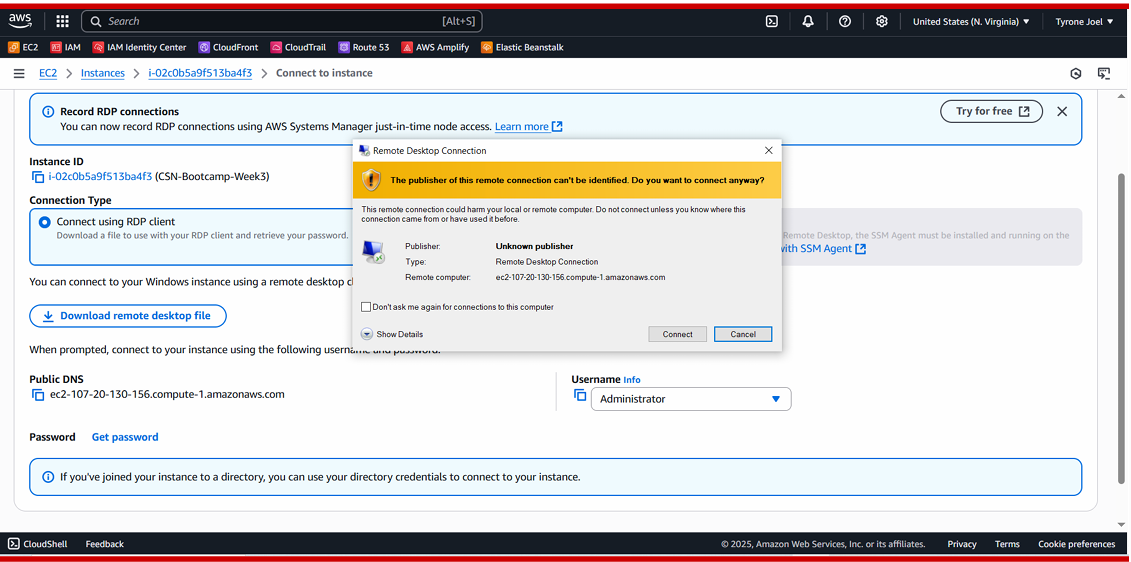 aws
Search
[Alt+S]
United States (N. Virginia)
Tyrone Joel
EC2
IAM
IAM Identity Center
CloudFront
CloudTrail
Route 53
AWS Amplify
Elastic Beanstalk
EC2 > Instances > i-02c0b5a9f513ba4f3 > Connect to instance
Record RDP connections
You can now record RDP connections using AWS Systems Manager just-in-time node access. Learn more
Try for free
Instance ID
i-02c0b5a9f513ba4f3 (CSN-Bootcamp-Week3)
Connection Type
Connect using RDP client
Download a file to use with your RDP client and retrieve your password.
Remote Desktop, the SSM Agent must be installed and running on the
with SSM Agent
You can connect to your Windows instance using a remote desktop
Download remote desktop file
When prompted, connect to your instance using the following username and password.
Remote Desktop Connection
The publisher of this remote connection can't be identified. Do you want to connect anyway?
This remote connection could harm your local or remote computer. Do not connect unless you know where this
connection came from or have used it before.
Publisher: Unknown publisher
Type: Remote Desktop Connection
Remote computer: ec2-107-20-130-156.compute-1.amazonaws.com
Don't ask me again for connections to this computer
Show Details
Connect
Cancel
Public DNS
ec2-107-20-130-156.compute-1.amazonaws.com
Username Info
Administrator
Password Get password
If you've joined your instance to a directory, you can use your directory credentials to connect to your instance.
CloudShell
Feedback
© 2025, Amazon Web Services, Inc. or its affiliates.
Privacy
Terms
Cookie preferences